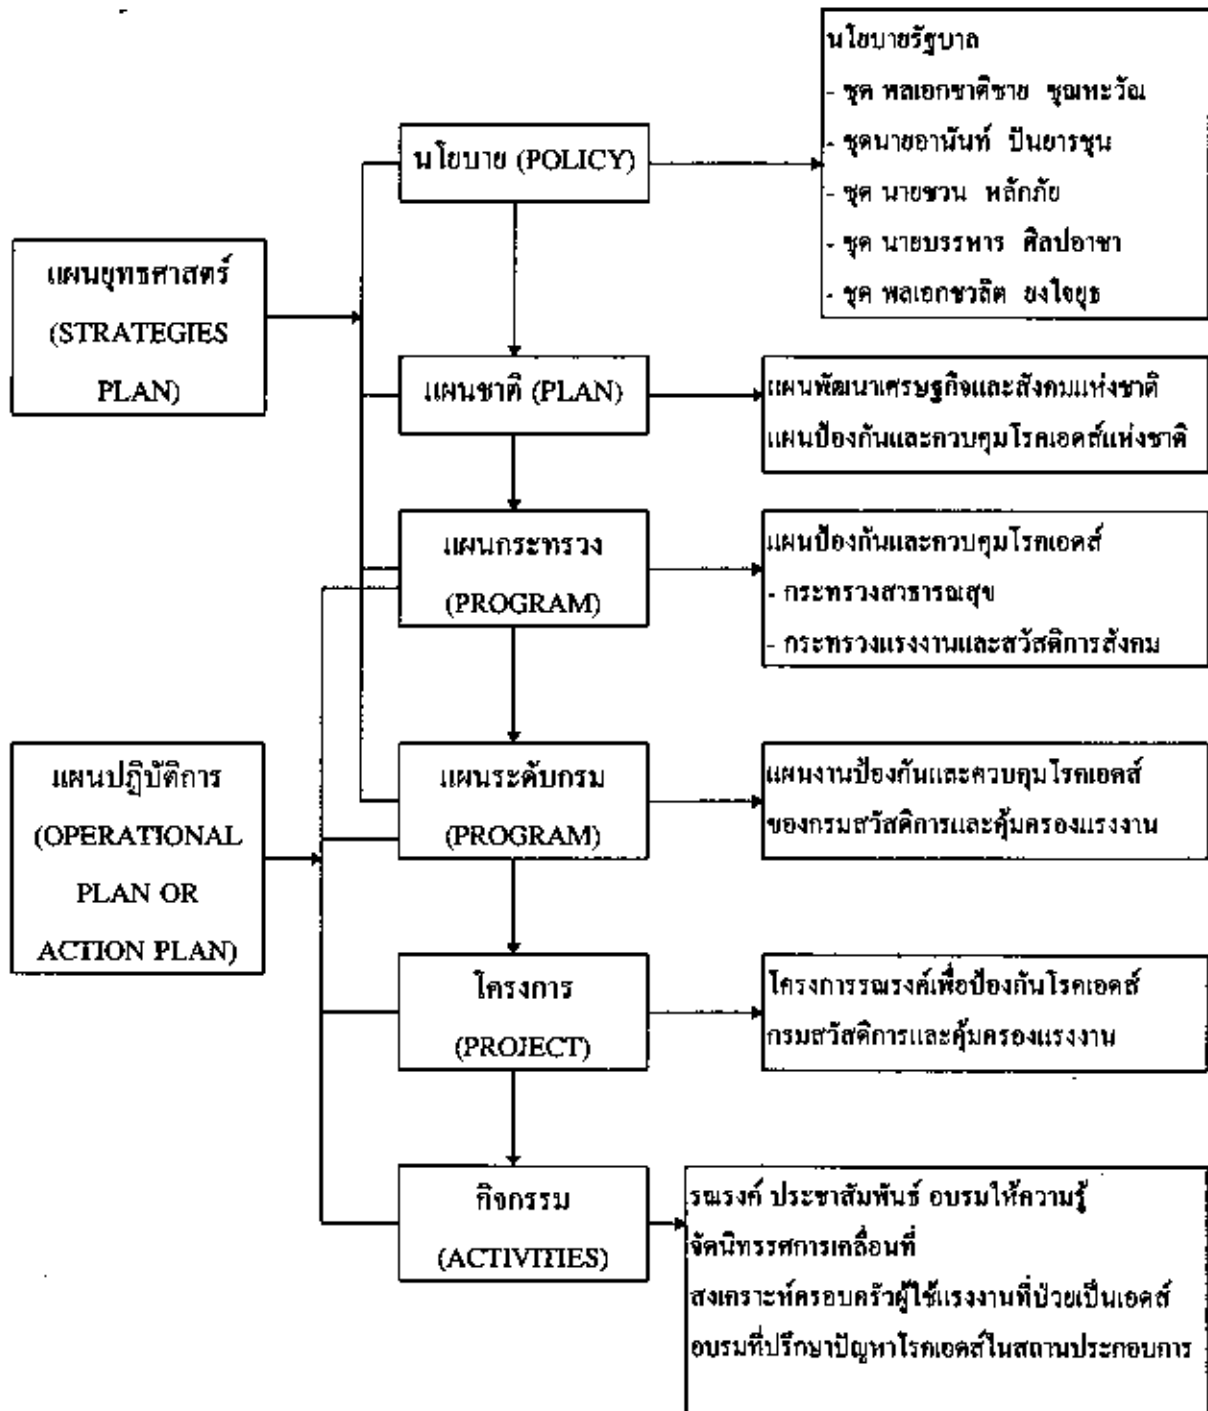 นโยบายรัฐบาล
- ชุด พลเอกชาติชาย ชุณหะวัณ
- ชุดนายอานันท์ ปันยารชุน
- ชุด นายชวน หลักภัย
- ชุด นายบรรหาร ศิลปอาชา
- ชุด พลเอกชวลิต ยงใจยุธ
นโยบาย (POLICY)
แผนยุทธศาสตร์
(STRATEGIES
PLAN)
แผนชาติ (PLAN)
แผนพัฒนาเศรษฐกิจและสังคมแห่งชาติ
แผนป้องกันและควบคุมโรคเอดส์แห่งชาติ
แผนกระทรวง
(PROGRAM)
แผนป้องกันและควบคุมโรคเอดส์
- กระทรวงสาธารณสุข
- กระทรวงแรงงานและสวัสดิการสังคม
แผนปฏิบัติการ
(OPERATIONAL
PLAN OR
ACTION PLAN)
แผนระดับกรม
(PROGRAM)
แผนงานป้องกันและควบคุมโรคเอดส์
ของกรมสวัสดิการและคุ้มครองแรงงาน
โครงการ
(PROJECT)
โครงการรณรงค์เพื่อป้องกันโรคเอดส์
กรมสวัสดิการและคุ้มครองแรงงาน
กิจกรรม
(ACTIVITIES)
รณรงค์ ประชาสัมพันธ์ อบรมให้ความรู้
จัดนิทรรศการเคลื่อนที่
สงเคราะห์ครอบครัวผู้ใช้แรงงานที่ป่วยเป็นเอดส์
อบรมที่ปรึกษาปัญหาโรคเอดส์ในสถานประกอบการ